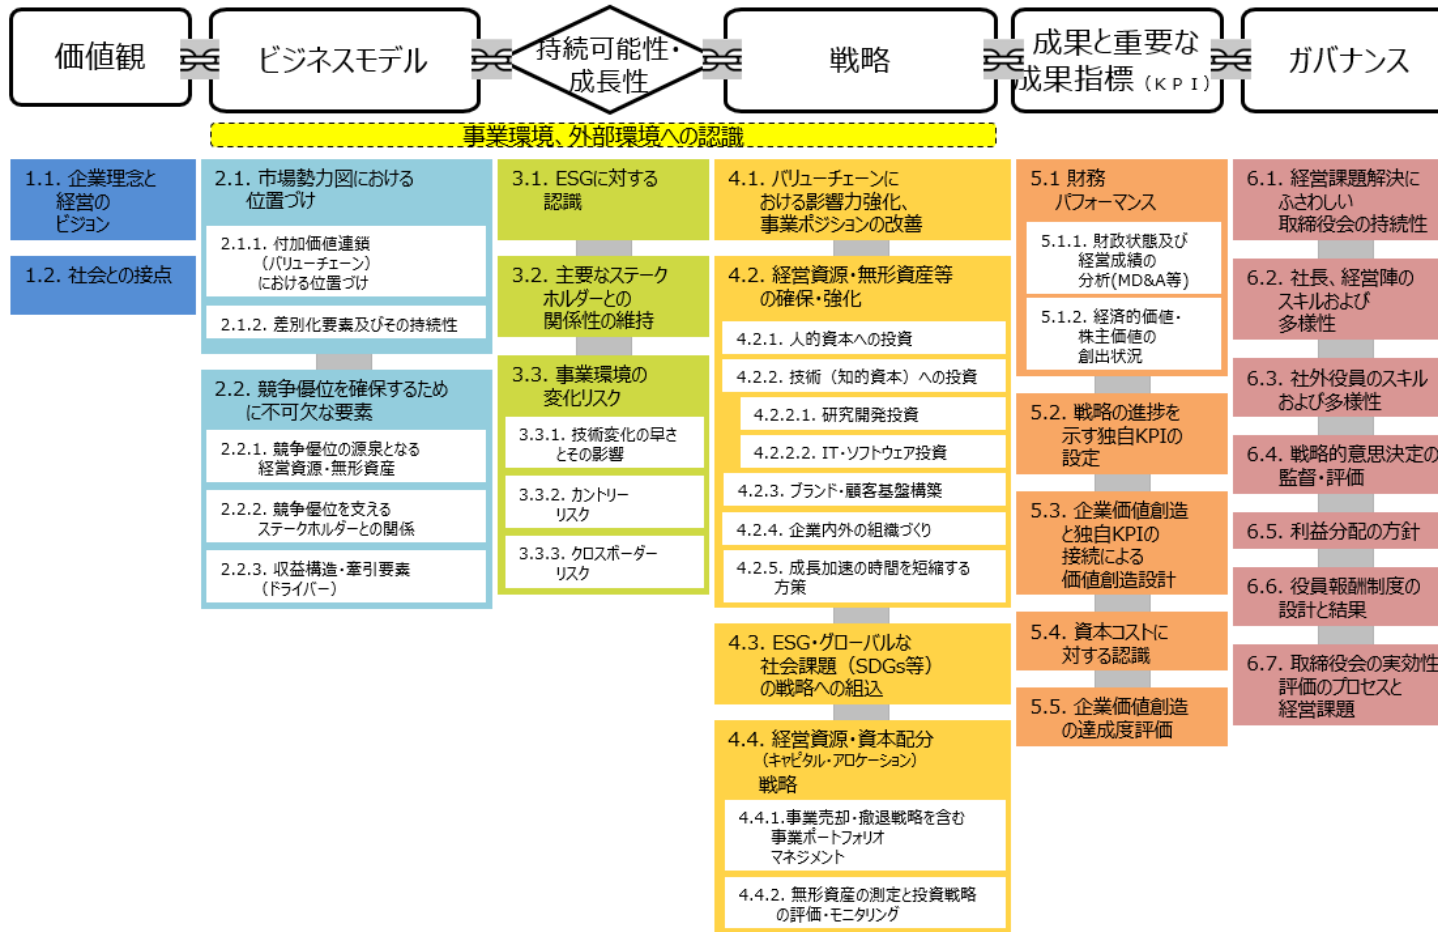 価値観
ビジネスモデル
持続可能性・
成長性
戦略
成果と重要な
成果指標（ＫＰＩ）
ガバナンス
事業環境、外部環境への認識
1.1. 企業理念と
経営の
ビジョン
1.2. 社会との接点
2.1. 市場勢力図における
位置づけ
2.1.1. 付加価値連鎖
（バリューチェーン）
における位置づけ
2.1.2. 差別化要素及びその持続性
2.2. 競争優位を確保するため
に不可欠な要素
2.2.1. 競争優位の源泉となる
経営資源・無形資産
2.2.2. 競争優位を支える
ステークホルダーとの関係
2.2.3. 収益構造・牽引要素
（ドライバー）
3.1. ESGに対する
認識
3.2. 主要なステーク
ホルダーとの
関係性の維持
3.3. 事業環境の
変化リスク
3.3.1. 技術変化の早さ
とその影響
3.3.2. カントリー
リスク
3.3.3. クロスボーダー
リスク
4.1. バリューチェーンに
おける影響力強化、
事業ポジションの改善
4.2. 経営資源・無形資産等
の確保・強化
4.2.1. 人的資本への投資
4.2.2. 技術（知的資本）への投資
4.2.2.1. 研究開発投資
4.2.2.2. IT・ソフトウェア投資
4.2.3. ブランド・顧客基盤構築
4.2.4. 企業内外の組織づくり
4.2.5. 成長加速の時間を短縮する
方策
4.3. ESG・グローバルな
社会課題（SDGs等）
の戦略への組込
4.4. 経営資源・資本配分
（キャピタル・アロケーション）
戦略
4.4.1.事業売却・撤退戦略を含む
事業ポートフォリオ
マネジメント
4.4.2. 無形資産の測定と投資戦略
の評価・モニタリング
5.1 財務
パフォーマンス
5.1.1. 財政状態及び
経営成績の
分析(MD&A等)
5.1.2. 経済的価値・
株主価値の
創出状況
5.2. 戦略の進捗を
示す独自KPIの
設定
5.3. 企業価値創造
と独自KPIの
接続による
価値創造設計
5.4. 資本コストに
対する認識
5.5. 企業価値創造
の達成度評価
6.1. 経営課題解決に
ふさわしい
取締役会の持続性
6.2. 社長、経営陣の
スキルおよび
多様性
6.3. 社外役員のスキル
および多様性
6.4. 戦略的意思決定の
監督・評価
6.5. 利益分配の方針
6.6. 役員報酬制度の
設計と結果
6.7. 取締役会の実効性
評価のプロセスと
経営課題